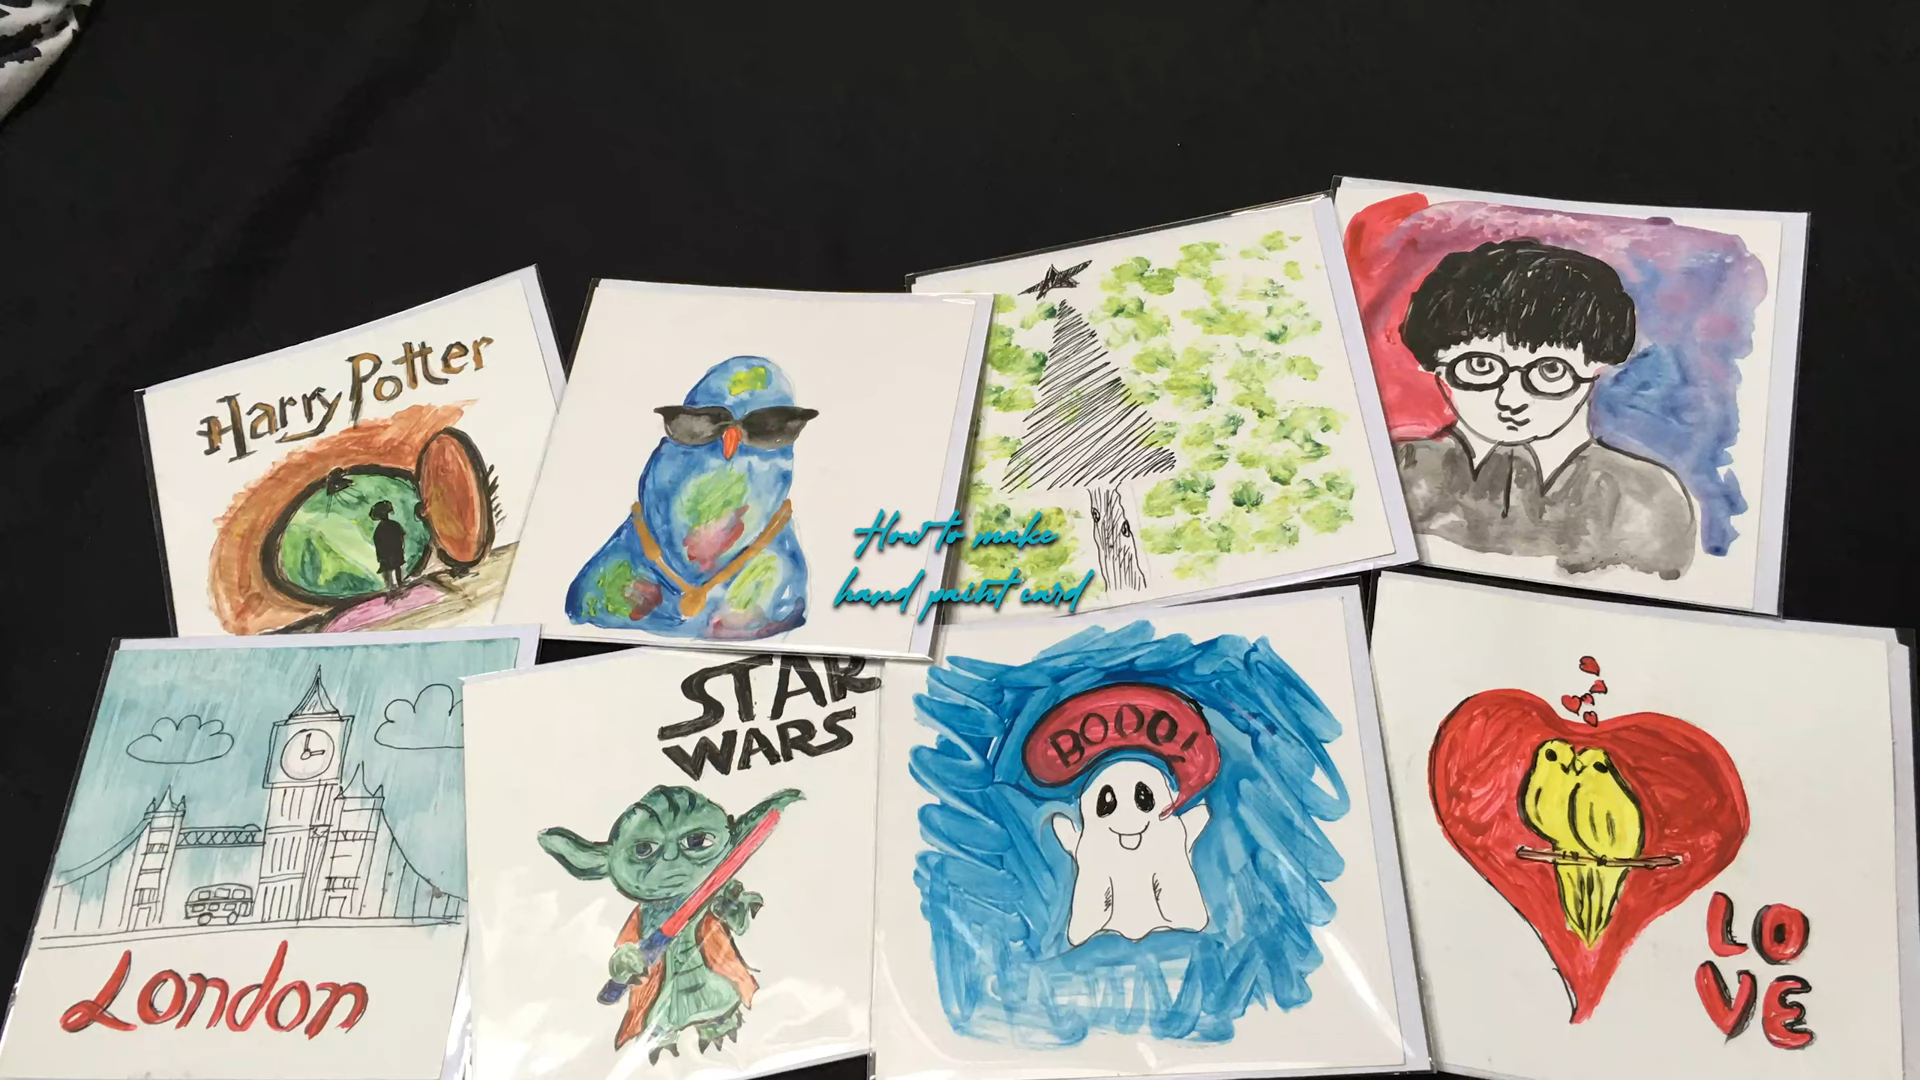 Harry Potter
How to make
hand paint card
STAR
WARS
BOOO!
London
LO
VE